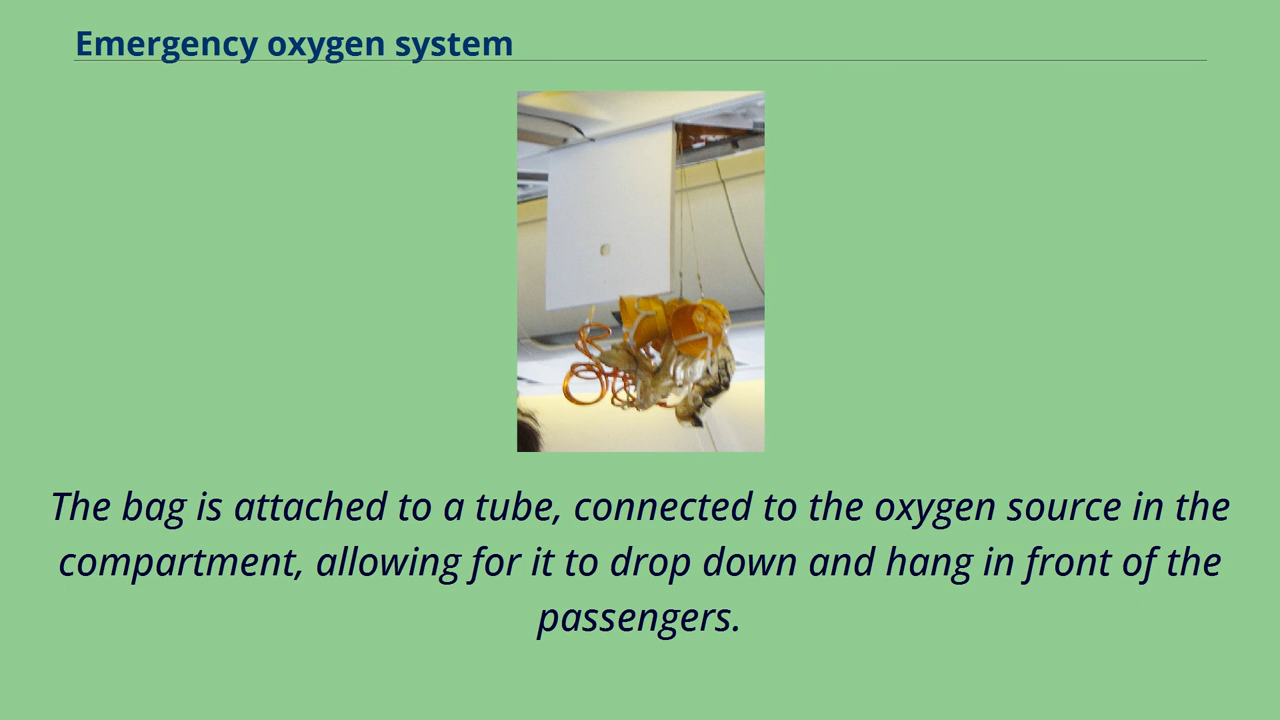 Emergency oxygen system
The bag is attached to a tube, connected to the oxygen source in the
compartment, allowing for it to drop down and hang in front of the
passengers.